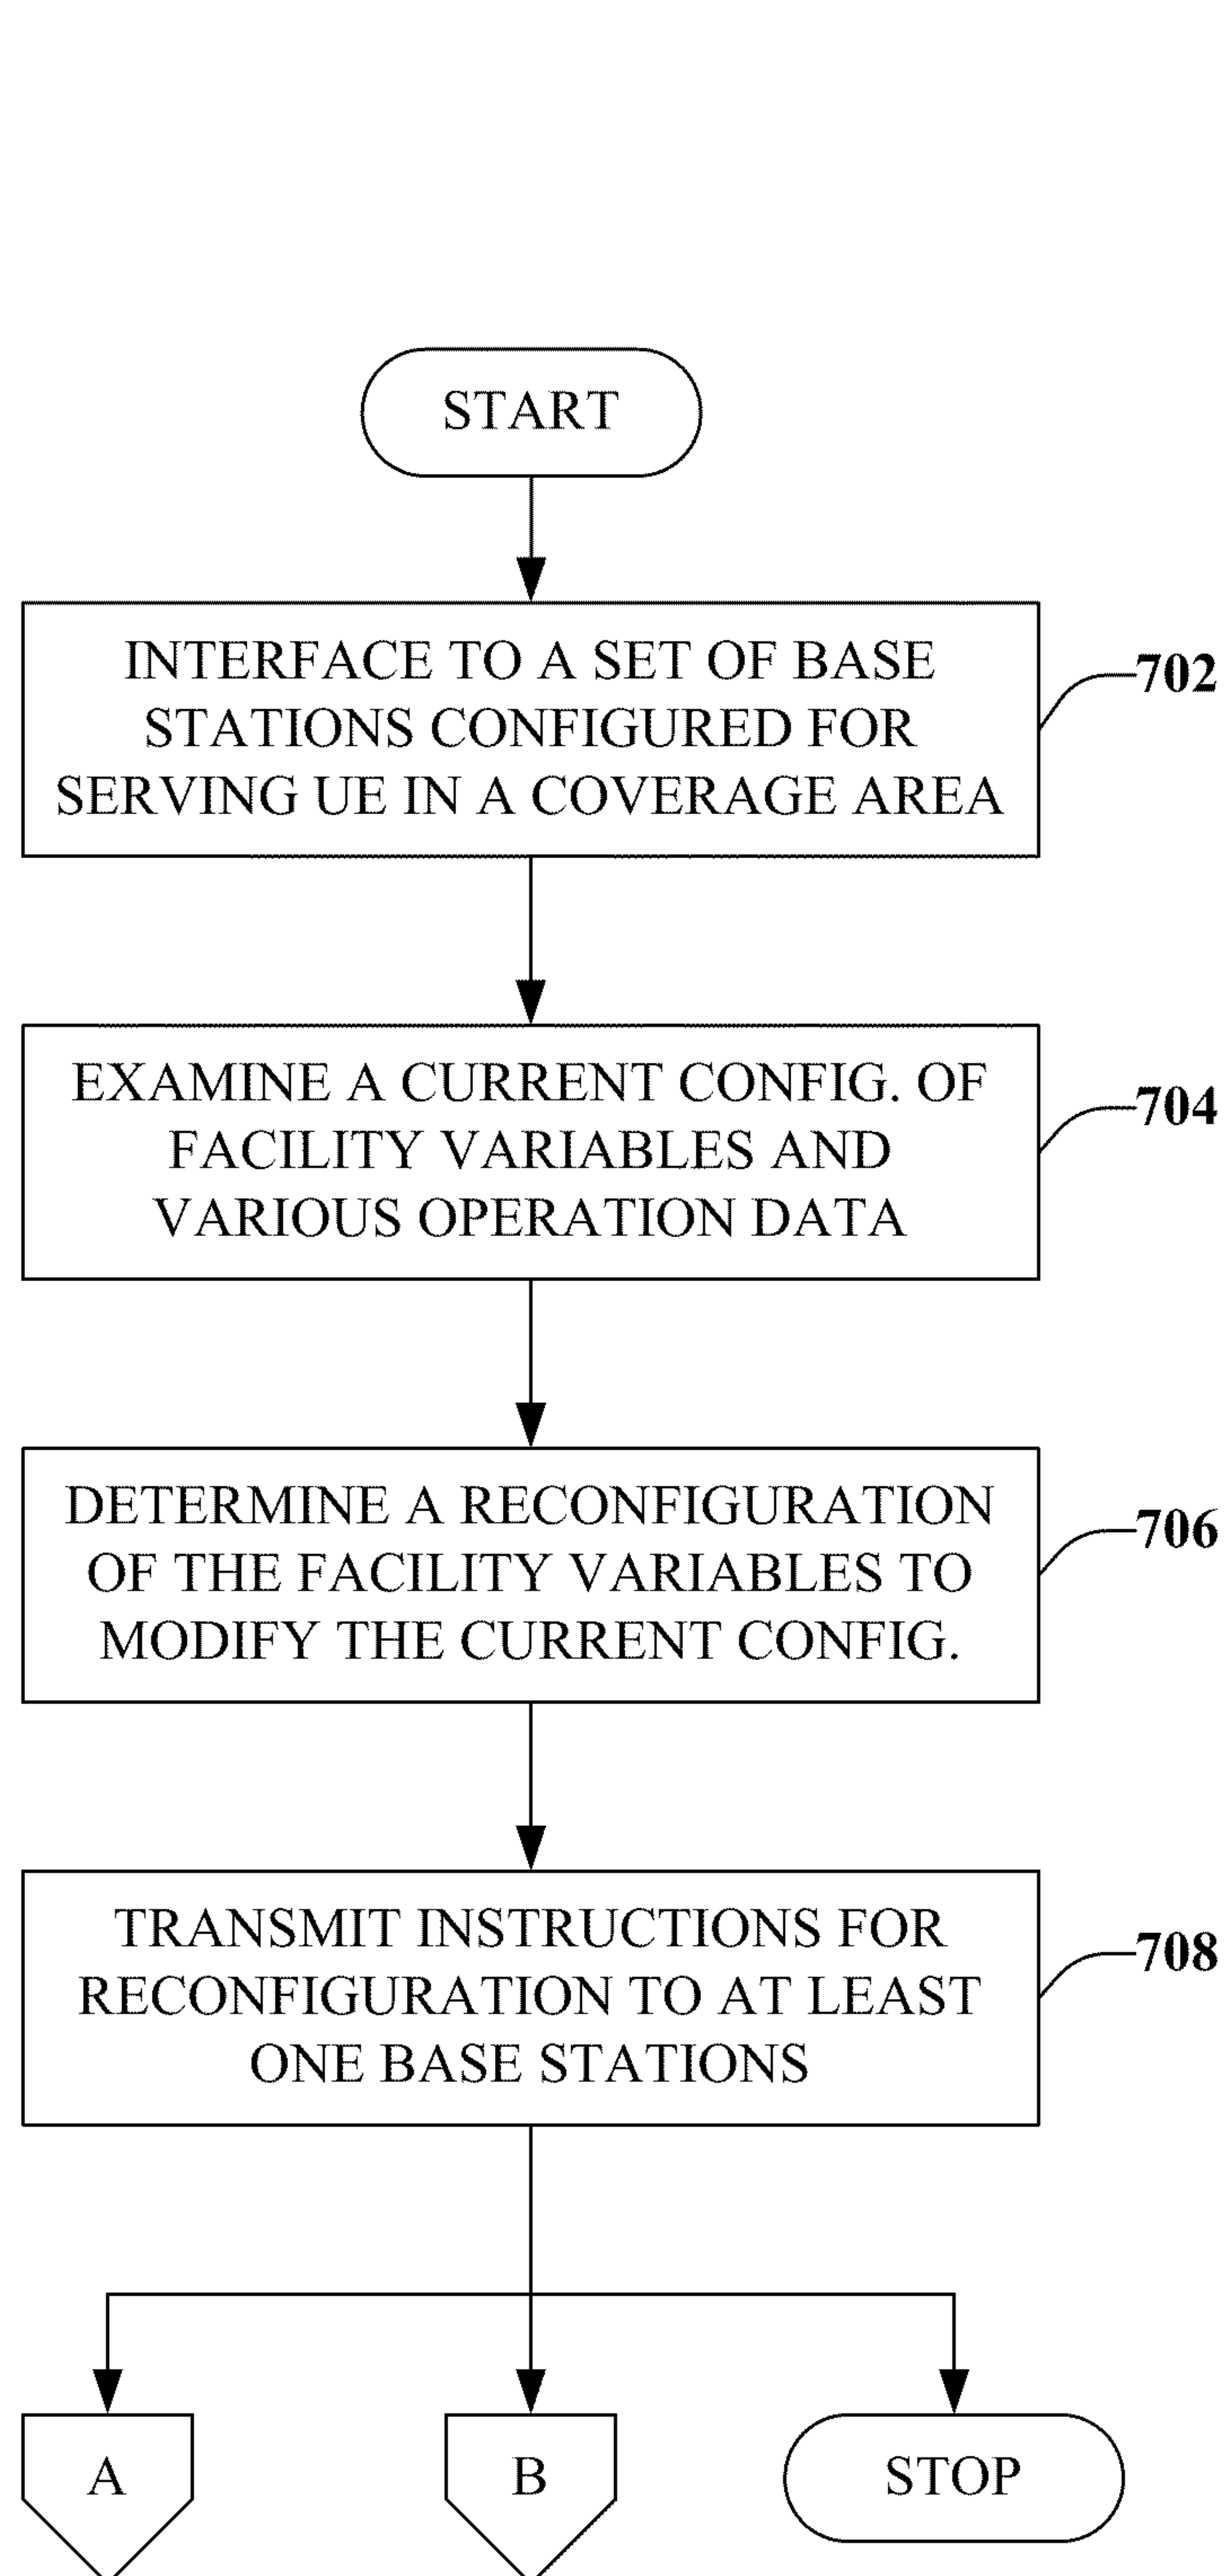 START
INTERFACE TO A SET OF BASE
STATIONS CONFIGURED FOR
SERVING UE IN A COVERAGE AREA
702
EXAMINE A CURRENT CONFIG. OF
FACILITY VARIABLES AND
VARIOUS OPERATION DATA
704
DETERMINE A RECONFIGURATION
OF THE FACILITY VARIABLES TO
MODIFY THE CURRENT CONFIG.
706
TRANSMIT INSTRUCTIONS FOR
RECONFIGURATION TO AT LEAST
ONE BASE STATIONS
708
A
B
STOP